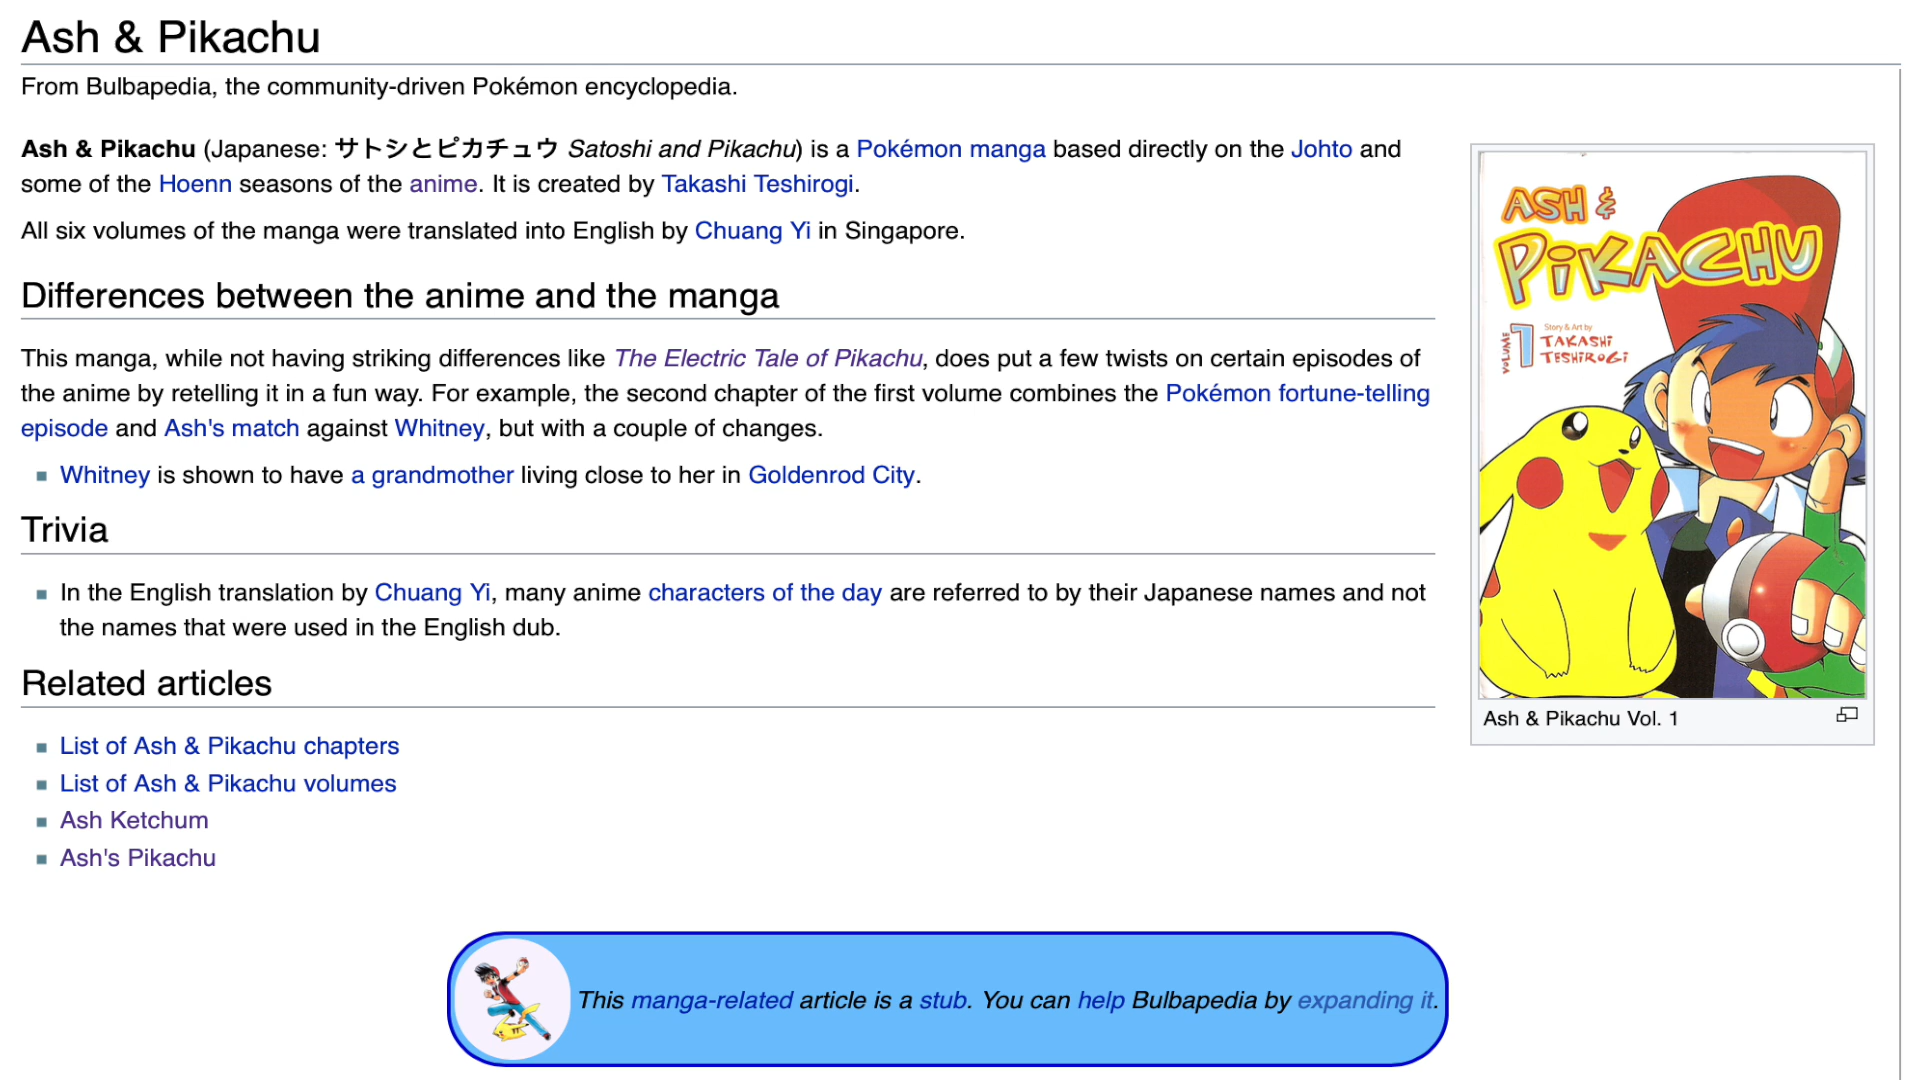 Ash & Pikachu
From Bulbapedia, the community-driven Pokémon encyclopedia.
Ash & Pikachu (Japanese: サトシとピカチュウ Satoshi and Pikachu) is a Pokémon manga based directly on the Johto and
some of the Hoenn seasons of the anime. It is created by Takashi Teshirogi.
All six volumes of the manga were translated into English by Chuang Yi in Singapore.
Differences between the anime and the manga
This manga, while not having striking differences like The Electric Tale of Pikachu, does put a few twists on certain episodes of
the anime by retelling it in a fun way. For example, the second chapter of the first volume combines the Pokémon fortune-telling
episode and Ash's match against Whitney, but with a couple of changes.
Whitney is shown to have a grandmother living close to her in Goldenrod City.
Trivia
In the English translation by Chuang Yi, many anime characters of the day are referred to by their Japanese names and not
the names that were used in the English dub.
Related articles
List of Ash & Pikachu chapters
List of Ash & Pikachu volumes
Ash Ketchum
Ash's Pikachu
ASH &
PiKACHU
VOLUME 1
Story & Art by
TAKASHi
TESHiROGi
Ash & Pikachu Vol. 1
This manga-related article is a stub. You can help Bulbapedia by expanding it.